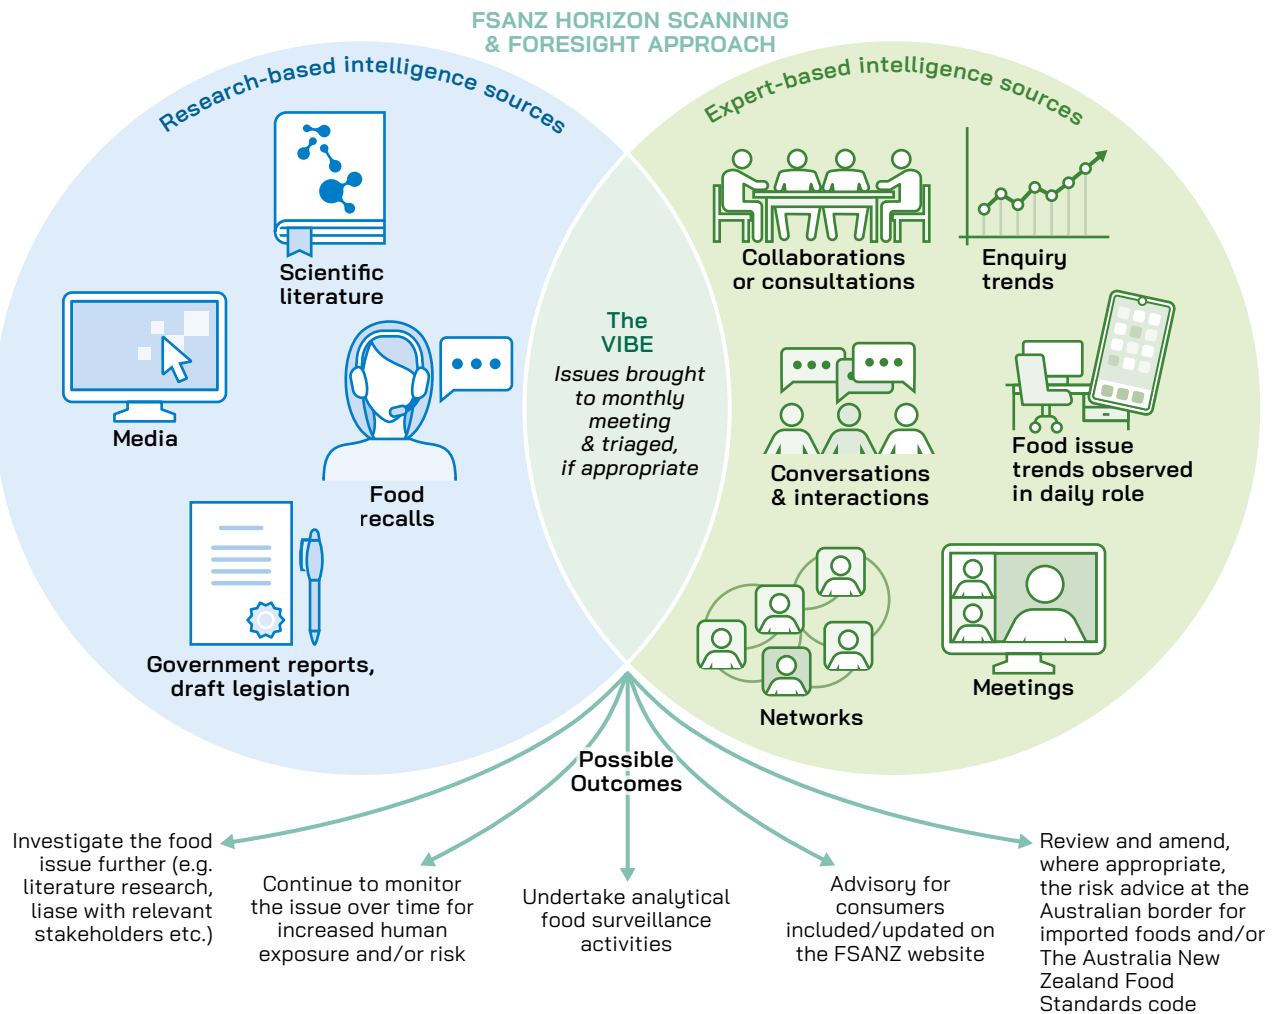 FSANZ HORIZON SCANNING
& FORESIGHT APPROACH
Research-based intelligence sources
Expert-based intelligence sources
Scientific
literature
Media
Food
recalls
Government reports,
draft legislation
The
VIBE
Issues brought
to monthly
meeting
& triaged,
if appropriate
Collaborations
or consultations
Enquiry
trends
Conversations
& interactions
Food issue
trends observed
in daily role
Networks
Meetings
Possible
Outcomes
Investigate the food
issue further (e.g.
literature research,
liase with relevant
stakeholders etc.)
Continue to monitor
the issue over time for
increased human
exposure and/or risk
Undertake analytical
food surveillance
activities
Advisory for
consumers
included/updated on
the FSANZ website
Review and amend,
where appropriate,
the risk advice at the
Australian border for
imported foods and/or
The Australia New
Zealand Food
Standards code